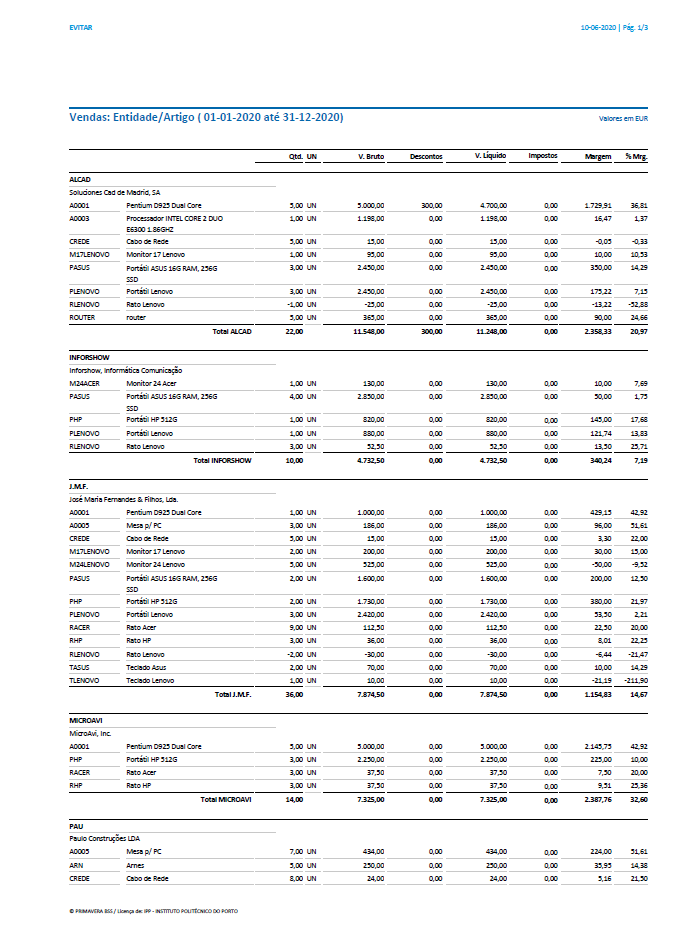 EVITAR 10-06-2020 | Pág. 1/3
Vendas: Entidade/Artigo ( 01-01-2020 até 31-12-2020) Valores em EUR
Qtd. UN V. Bruto Descontos V. Líquido Impostos Margem % Mrg.
ALCAD
Soluciones Cad de Madrid, SA
A0001 Pentium D925 Dual Core 5,00 UN 5.000,00 300,00 4.700,00 0,00 1.729,91 36,81
A0003 Processador INTEL CORE 2 DUO 1,00 UN 1.198,00 0,00 1.198,00 0,00 16,47 1,37
E6300 1.86GHZ
CREDE Cabo de Rede 5,00 UN 15,00 0,00 15,00 0,00 -0,05 -0,33
M17LENOVO Monitor 17 Lenovo 1,00 UN 95,00 0,00 95,00 0,00 10,00 10,53
PASUS Portátil ASUS 16G RAM, 256G 3,00 UN 2.450,00 0,00 2.450,00 0,00 350,00 14,29
SSD
PLENOVO Portátil Lenovo 3,00 UN 2.450,00 0,00 2.450,00 0,00 175,22 7,15
RLENOVO Rato Lenovo -1,00 UN -25,00 0,00 -25,00 0,00 -13,22 -52,88
ROUTER router 5,00 UN 365,00 0,00 365,00 0,00 90,00 24,66
Total ALCAD 22,00 11.548,00 300,00 11.248,00 0,00 2.358,33 20,97
INFORSHOW
Inforshow, Informática Comunicação
M24ACER Monitor 24 Acer 1,00 UN 130,00 0,00 130,00 0,00 10,00 7,69
PASUS Portátil ASUS 16G RAM, 256G 4,00 UN 2.850,00 0,00 2.850,00 0,00 50,00 1,75
SSD
PHP Portátil HP 512G 1,00 UN 820,00 0,00 820,00 0,00 145,00 17,68
PLENOVO Portátil Lenovo 1,00 UN 880,00 0,00 880,00 0,00 121,74 13,83
RLENOVO Rato Lenovo 3,00 UN 52,50 0,00 52,50 0,00 13,50 25,71
Total INFORSHOW 10,00 4.732,50 0,00 4.732,50 0,00 340,24 7,19
J.M.F.
José Maria Fernandes & Filhos, Lda.
A0001 Pentium D925 Dual Core 1,00 UN 1.000,00 0,00 1.000,00 0,00 429,15 42,92
A0005 Mesa p/ PC 3,00 UN 186,00 0,00 186,00 0,00 96,00 51,61
CREDE Cabo de Rede 5,00 UN 15,00 0,00 15,00 0,00 3,30 22,00
M17LENOVO Monitor 17 Lenovo 2,00 UN 200,00 0,00 200,00 0,00 30,00 15,00
M24LENOVO Monitor 24 Lenovo 5,00 UN 525,00 0,00 525,00 0,00 -50,00 -9,52
PASUS Portátil ASUS 16G RAM, 256G 2,00 UN 1.600,00 0,00 1.600,00 0,00 200,00 12,50
SSD
PHP Portátil HP 512G 2,00 UN 1.730,00 0,00 1.730,00 0,00 380,00 21,97
PLENOVO Portátil Lenovo 3,00 UN 2.420,00 0,00 2.420,00 0,00 53,50 2,21
RACER Rato Acer 9,00 UN 112,50 0,00 112,50 0,00 22,50 20,00
RHP Rato HP 3,00 UN 36,00 0,00 36,00 0,00 8,01 22,25
RLENOVO Rato Lenovo -2,00 UN -30,00 0,00 -30,00 0,00 -6,44 -21,47
TASUS Teclado Asus 2,00 UN 70,00 0,00 70,00 0,00 10,00 14,29
TLENOVO Teclado Lenovo 1,00 UN 10,00 0,00 10,00 0,00 -21,19 -211,90
Total J.M.F. 36,00 7.874,50 0,00 7.874,50 0,00 1.154,83 14,67
MICROAVI
MicroAvi, Inc.
A0001 Pentium D925 Dual Core 5,00 UN 5.000,00 0,00 5.000,00 0,00 2.145,75 42,92
PHP Portátil HP 512G 3,00 UN 2.250,00 0,00 2.250,00 0,00 225,00 10,00
RACER Rato Acer 3,00 UN 37,50 0,00 37,50 0,00 7,50 20,00
RHP Rato HP 3,00 UN 37,50 0,00 37,50 0,00 9,51 25,36
Total MICROAVI 14,00 7.325,00 0,00 7.325,00 0,00 2.387,76 32,60
PAU
Paulo Construções LDA
A0005 Mesa p/ PC 7,00 UN 434,00 0,00 434,00 0,00 224,00 51,61
ARN Arnes 5,00 UN 250,00 0,00 250,00 0,00 35,95 14,38
CREDE Cabo de Rede 8,00 UN 24,00 0,00 24,00 0,00 5,16 21,50
© PRIMAVERA BSS / Licença de: IPP - INSTITUTO POLITÉCNICO DO PORTO